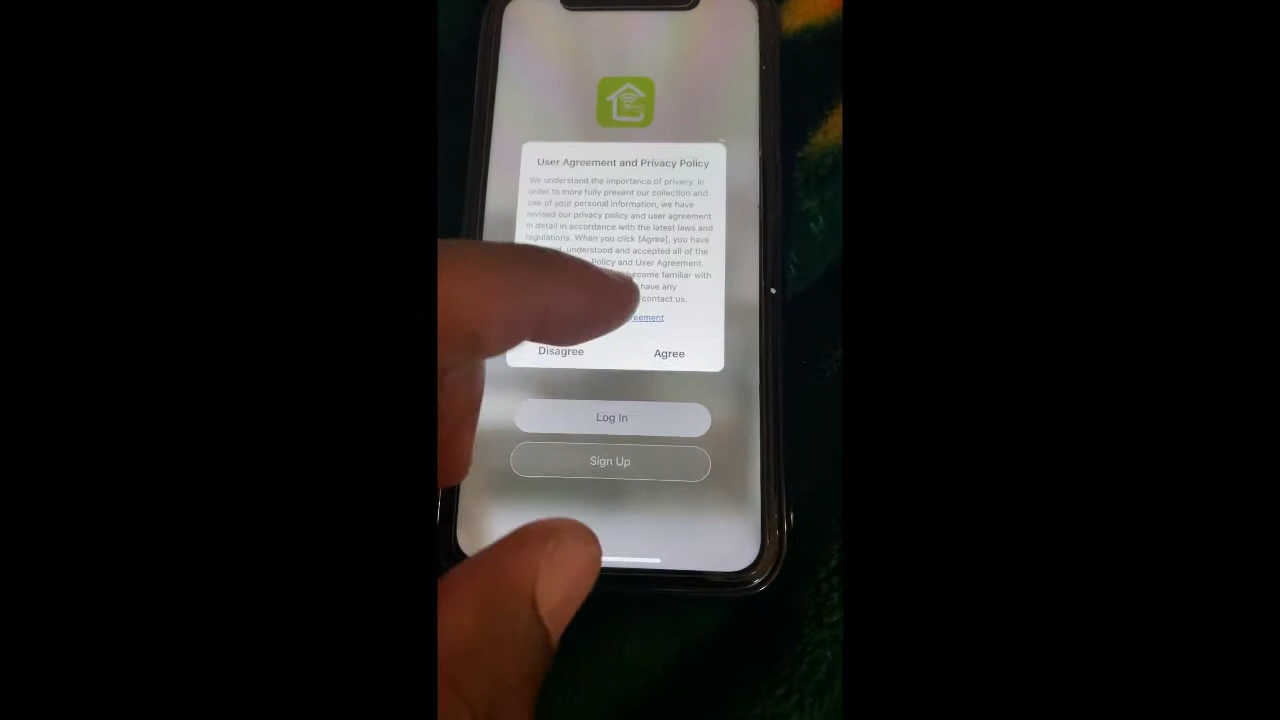 User Agreement and Privacy Policy
We understand the importance of privacy. In
order to more fully present our collection and
use of your personal information, we have
revised our privacy policy and user agreement
in detail in accordance with the latest laws and
regulations. When you click [Agree], you have
understood and accepted all of the
Policy and User Agreement.
become familiar with
have any
contact us.
Disagree
Agree
Log In
Sign Up